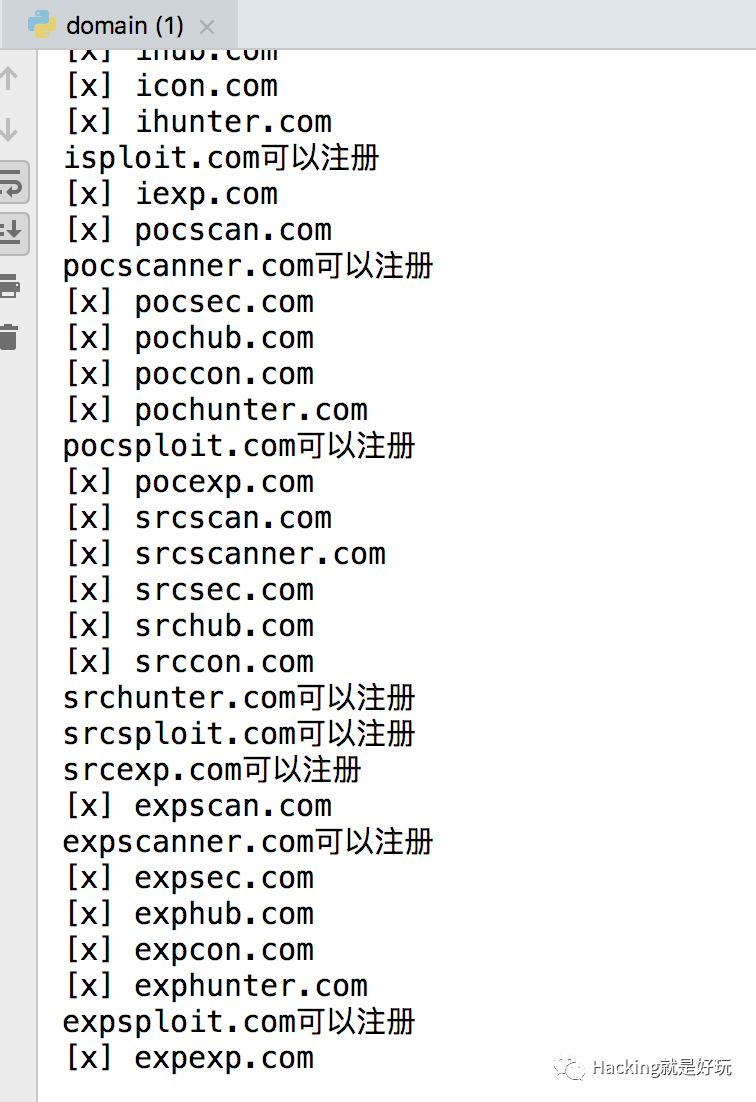 domain (1)
[x] ihub.com
[x] icon.com
[x] ihunter.com
isploit.com可以注册
[x] iexp.com
[x] pocscan.com
pocscanner.com可以注册
[x] pocsec.com
[x] pochub.com
[x] poccon.com
[x] pochunter.com
pocsploit.com可以注册
[x] pocexp.com
[x] srcscan.com
[x] srcscanner.com
[x] srcsec.com
[x] srchub.com
[x] srccon.com
srchunter.com可以注册
srcsploit.com可以注册
srcexp.com可以注册
[x] expscan.com
expscanner.com可以注册
[x] expsec.com
[x] exphub.com
[x] expcon.com
[x] exphunter.com
expsploit.com可以注册
[x] expexp.com
Hacking就是好玩